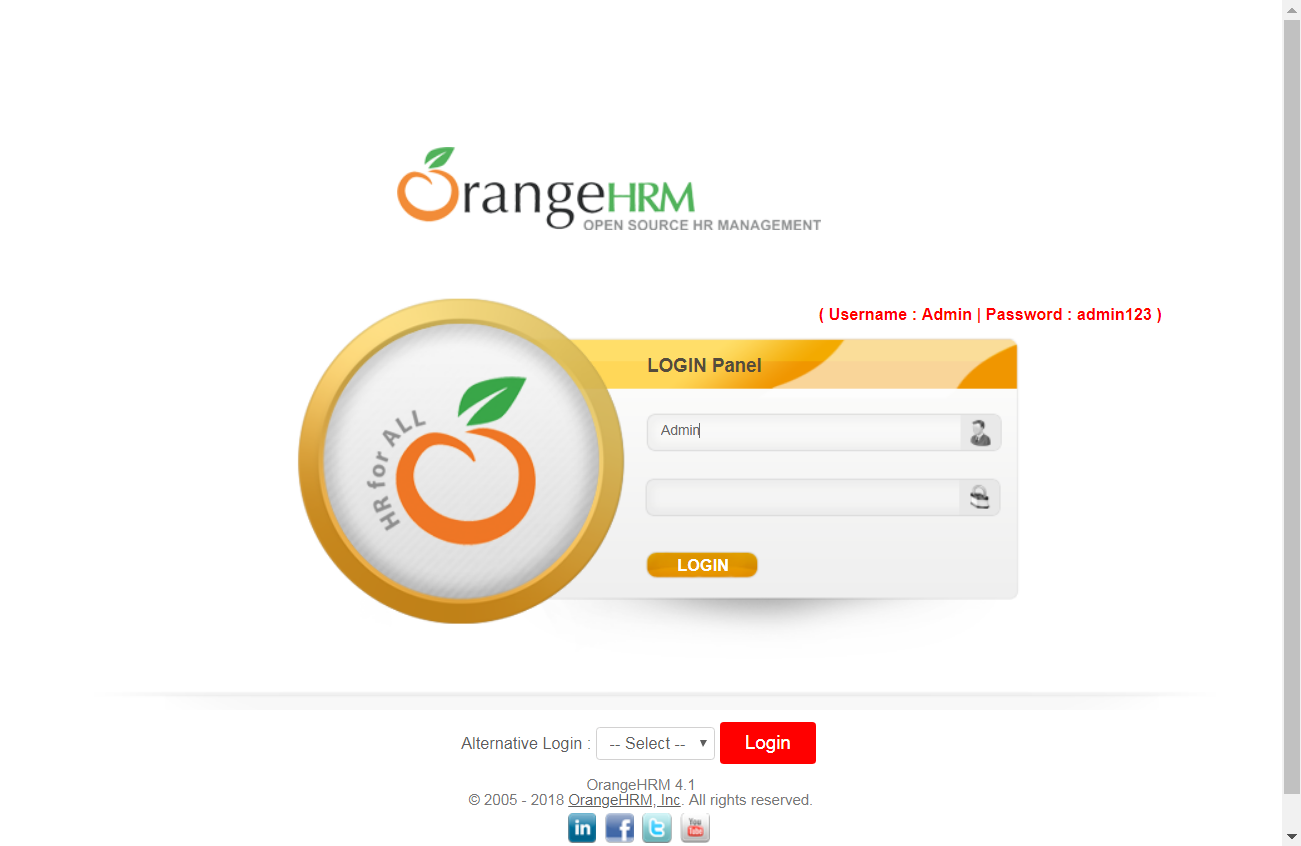 OrangeHRM
OPEN SOURCE HR MANAGEMENT
( Username : Admin | Password : admin123 )
LOGIN Panel
HR for ALL
Admin
LOGIN
Alternative Login : -- Select -- Login
OrangeHRM 4.1
© 2005 - 2018 OrangeHRM, Inc. All rights reserved.
in f t You Tube